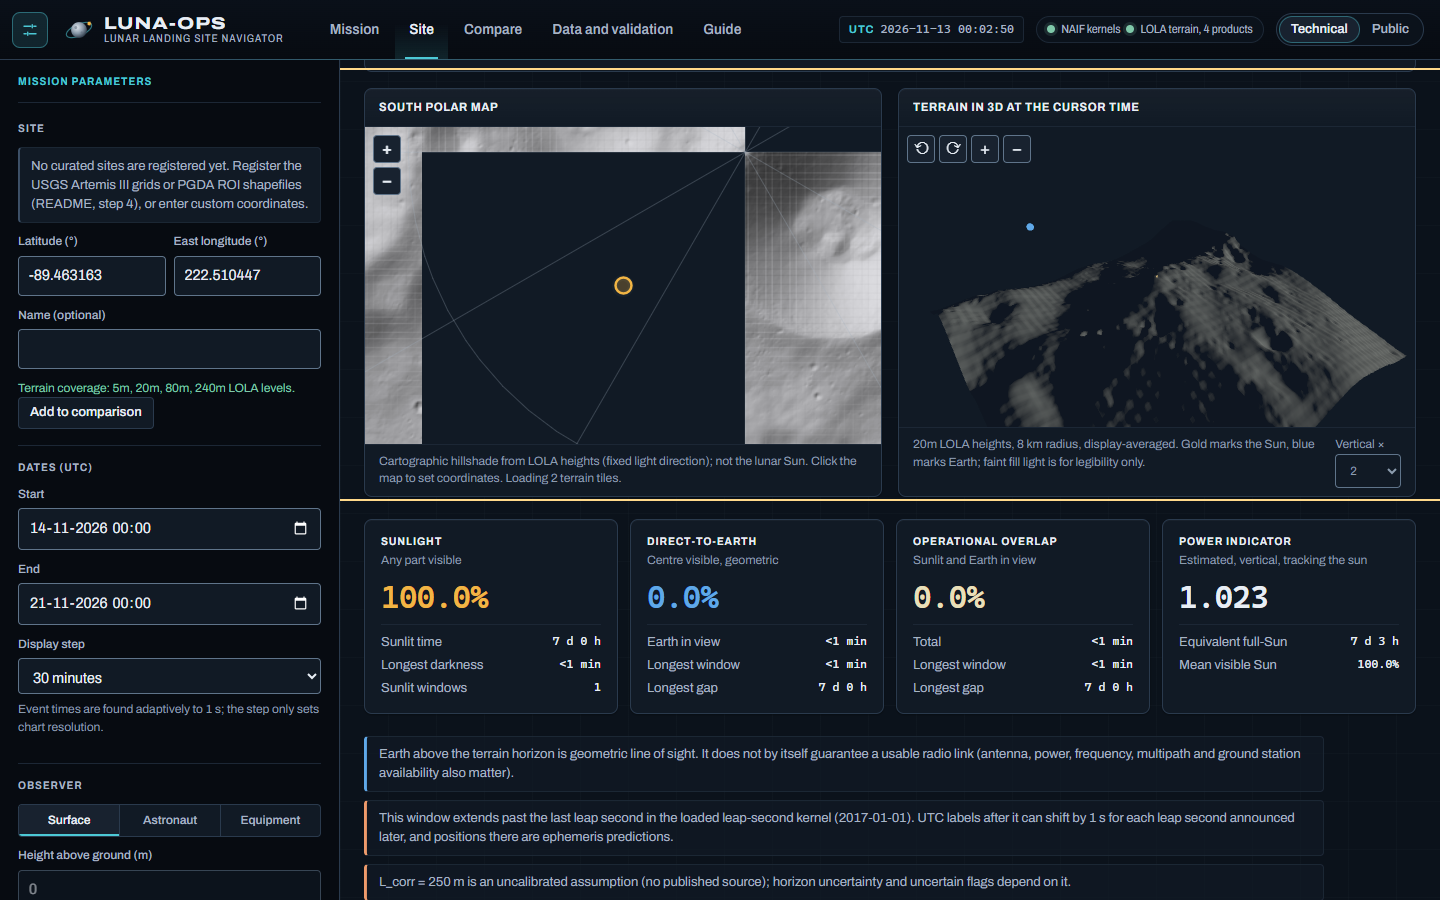 LUNA-OPS
LUNAR LANDING SITE NAVIGATOR
Mission
Site
Compare
Data and validation
Guide
UTC 2026-11-13 00:02:50
NAIF kernels
LOLA terrain, 4 products
Technical
Public
MISSION PARAMETERS
SITE
No curated sites are registered yet. Register the
USGS Artemis III grids or PGDA ROI shapefiles
(README, step 4), or enter custom coordinates.
Latitude (°)
East longitude (°)
-89.463163
222.510447
Name (optional)
Terrain coverage: 5m, 20m, 80m, 240m LOLA levels.
Add to comparison
DATES (UTC)
Start
14-11-2026 00:00
End
21-11-2026 00:00
Display step
30 minutes
Event times are found adaptively to 1 s; the step only sets
chart resolution.
OBSERVER
Surface
Astronaut
Equipment
Height above ground (m)
0
SOUTH POLAR MAP
+
−
Cartographic hillshade from LOLA heights (fixed light direction); not the lunar Sun. Click the
map to set coordinates. Loading 2 terrain tiles.
TERRAIN IN 3D AT THE CURSOR TIME
+
−
20m LOLA heights, 8 km radius, display-averaged. Gold marks the Sun, blue
marks Earth; faint fill light is for legibility only.
Vertical ×
2
SUNLIGHT
Any part visible
100.0%
Sunlit time 7 d 0 h
Longest darkness <1 min
Sunlit windows 1
DIRECT-TO-EARTH
Centre visible, geometric
0.0%
Earth in view <1 min
Longest window <1 min
Longest gap 7 d 0 h
OPERATIONAL OVERLAP
Sunlit and Earth in view
0.0%
Total <1 min
Longest window <1 min
Longest gap 7 d 0 h
POWER INDICATOR
Estimated, vertical, tracking the sun
1.023
Equivalent full-Sun 7 d 3 h
Mean visible Sun 100.0%
Earth above the terrain horizon is geometric line of sight. It does not by itself guarantee a usable radio link (antenna, power, frequency, multipath and ground station
availability also matter).
This window extends past the last leap second in the loaded leap-second kernel (2017-01-01). UTC labels after it can shift by 1 s for each leap second announced
later, and positions there are ephemeris predictions.
L_corr = 250 m is an uncalibrated assumption (no published source); horizon uncertainty and uncertain flags depend on it.